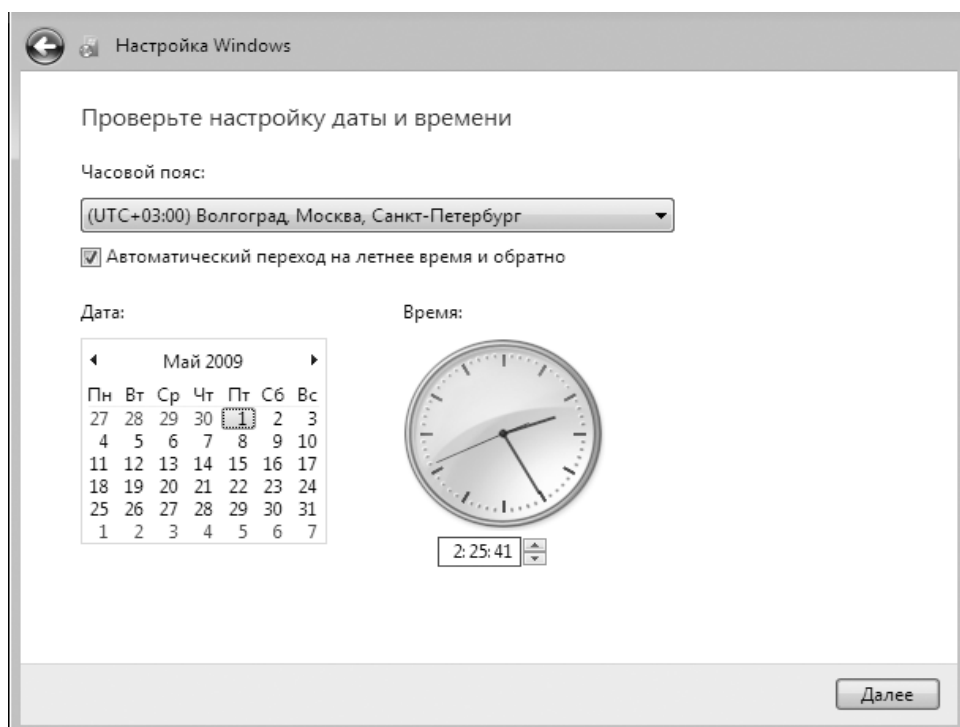 Настройка Windows
Проверьте настройку даты и времени
Часовой пояс:
(UTC+03:00) Волгоград, Москва, Санкт-Петербург
Автоматический переход на летнее время и обратно
Дата: Время:
Май 2009
Пн Вт Ср Чт Пт Сб Вс
27 28 29 30 1 2 3
4 5 6 7 8 9 10
11 12 13 14 15 16 17
18 19 20 21 22 23 24
25 26 27 28 29 30 31
1 2 3 4 5 6 7
2:25:41
Далее